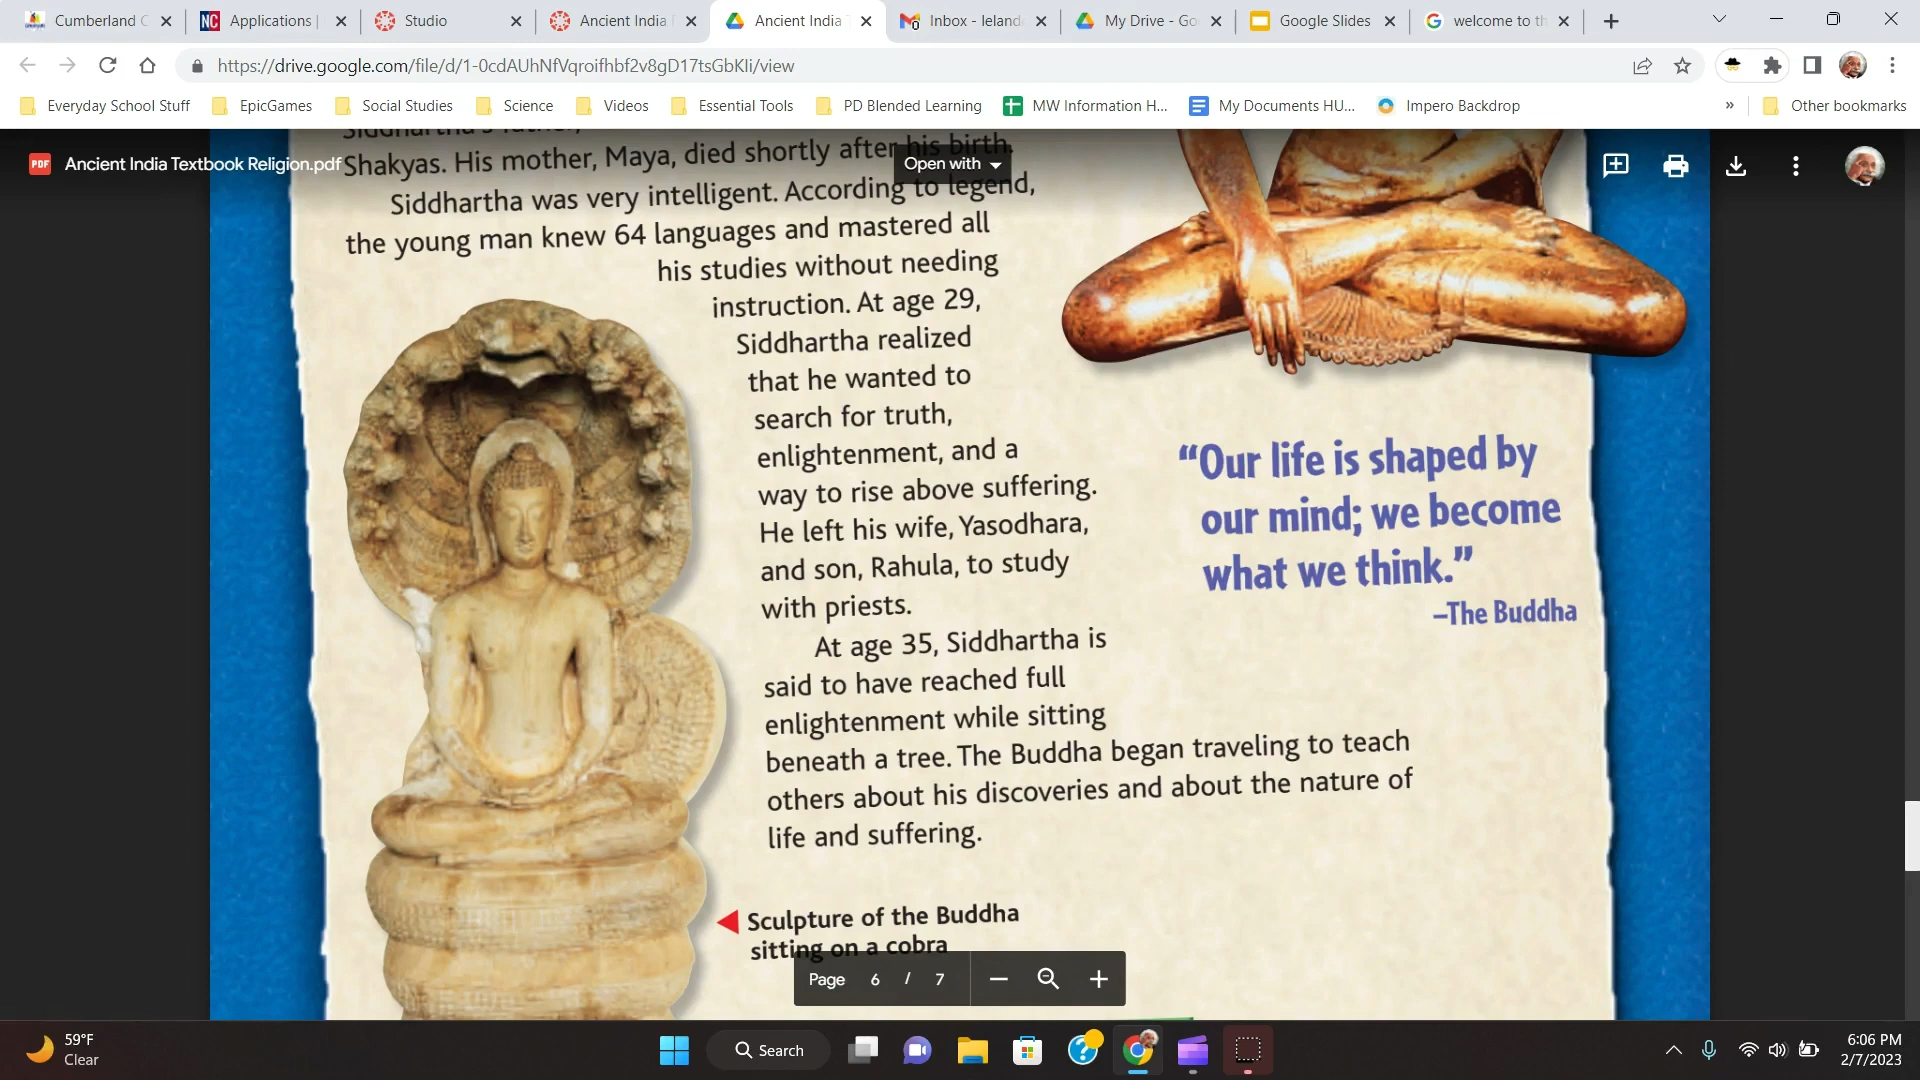 Cumberland C
Applications |
Studio
Ancient India
Ancient India
Inbox - leland
My Drive - Go
Google Slides
welcome to th
https://drive.google.com/file/d/1-0cdAUhNfVqroifhbf2v8gD17tsGbKli/view
Everyday School Stuff
EpicGames
Social Studies
Science
Videos
Essential Tools
PD Blended Learning
MW Information H...
My Documents HU...
Impero Backdrop
»
Other bookmarks
PDF
Ancient India Textbook Religion.pdf
Open with
Siddhartha's father,
Shakyas. His mother, Maya, died shortly after his birth.
Siddhartha was very intelligent. According to legend,
the young man knew 64 languages and mastered all
his studies without needing
instruction. At age 29,
Siddhartha realized
that he wanted to
search for truth,
enlightenment, and a
way to rise above suffering.
He left his wife, Yasodhara,
and son, Rahula, to study
with priests.
At age 35, Siddhartha is
said to have reached full
enlightenment while sitting
beneath a tree. The Buddha began traveling to teach
others about his discoveries and about the nature of
life and suffering.
“Our life is shaped by
our mind; we become
what we think.”
–The Buddha
Sculpture of the Buddha
sitting on a cobra
Page 6 / 7
59°F
Clear
Search
6:06 PM
2/7/2023